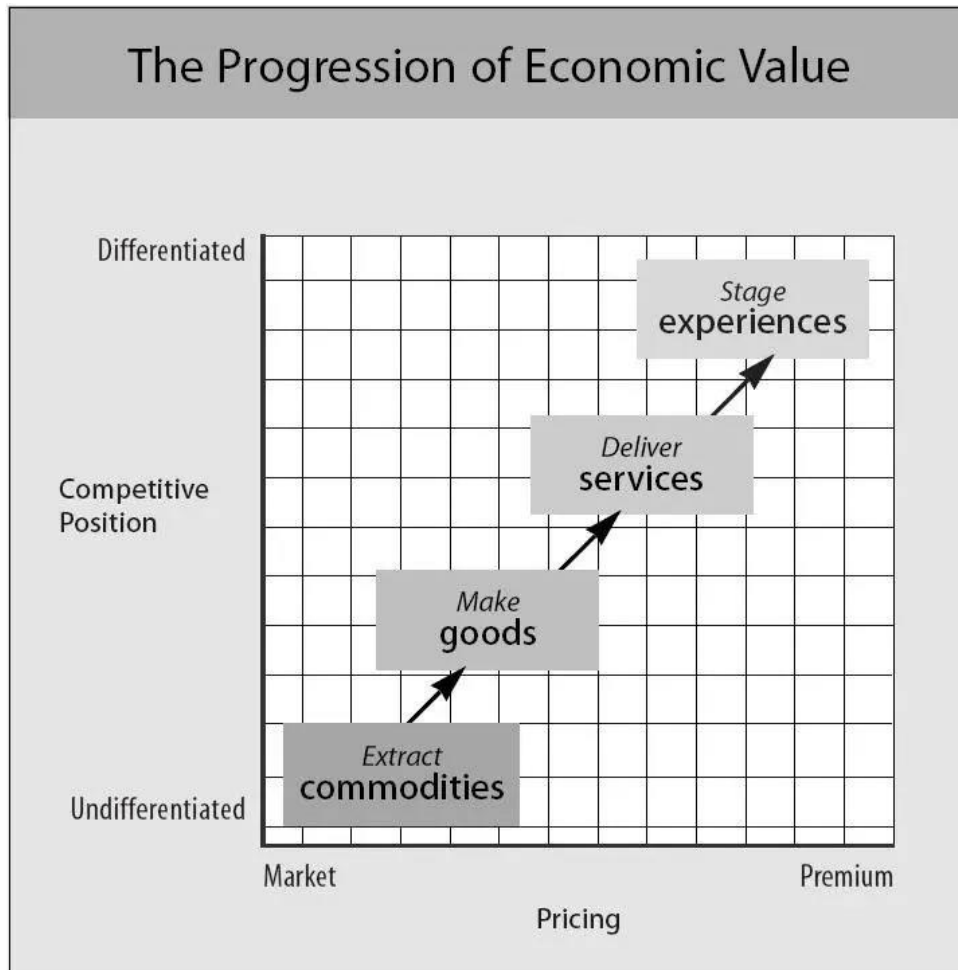 The Progression of Economic Value
Differentiated
Stage
experiences
Deliver
services
Competitive
Position
Make
goods
Extract
commodities
Undifferentiated
Market
Premium
Pricing